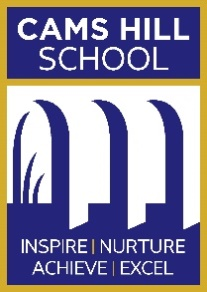 CAMS HILL
SCHOOL
INSPIRE | NURTURE
ACHIEVE | EXCEL